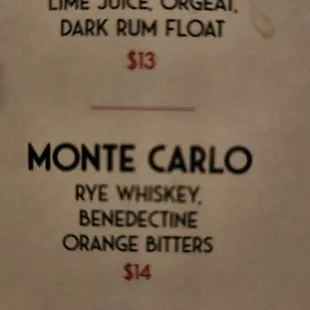 LIME JUICE, ORGEAT,
DARK RUM FLOAT
$13
MONTE CARLO
RYE WHISKEY,
BENEDECTINE
ORANGE BITTERS
$14